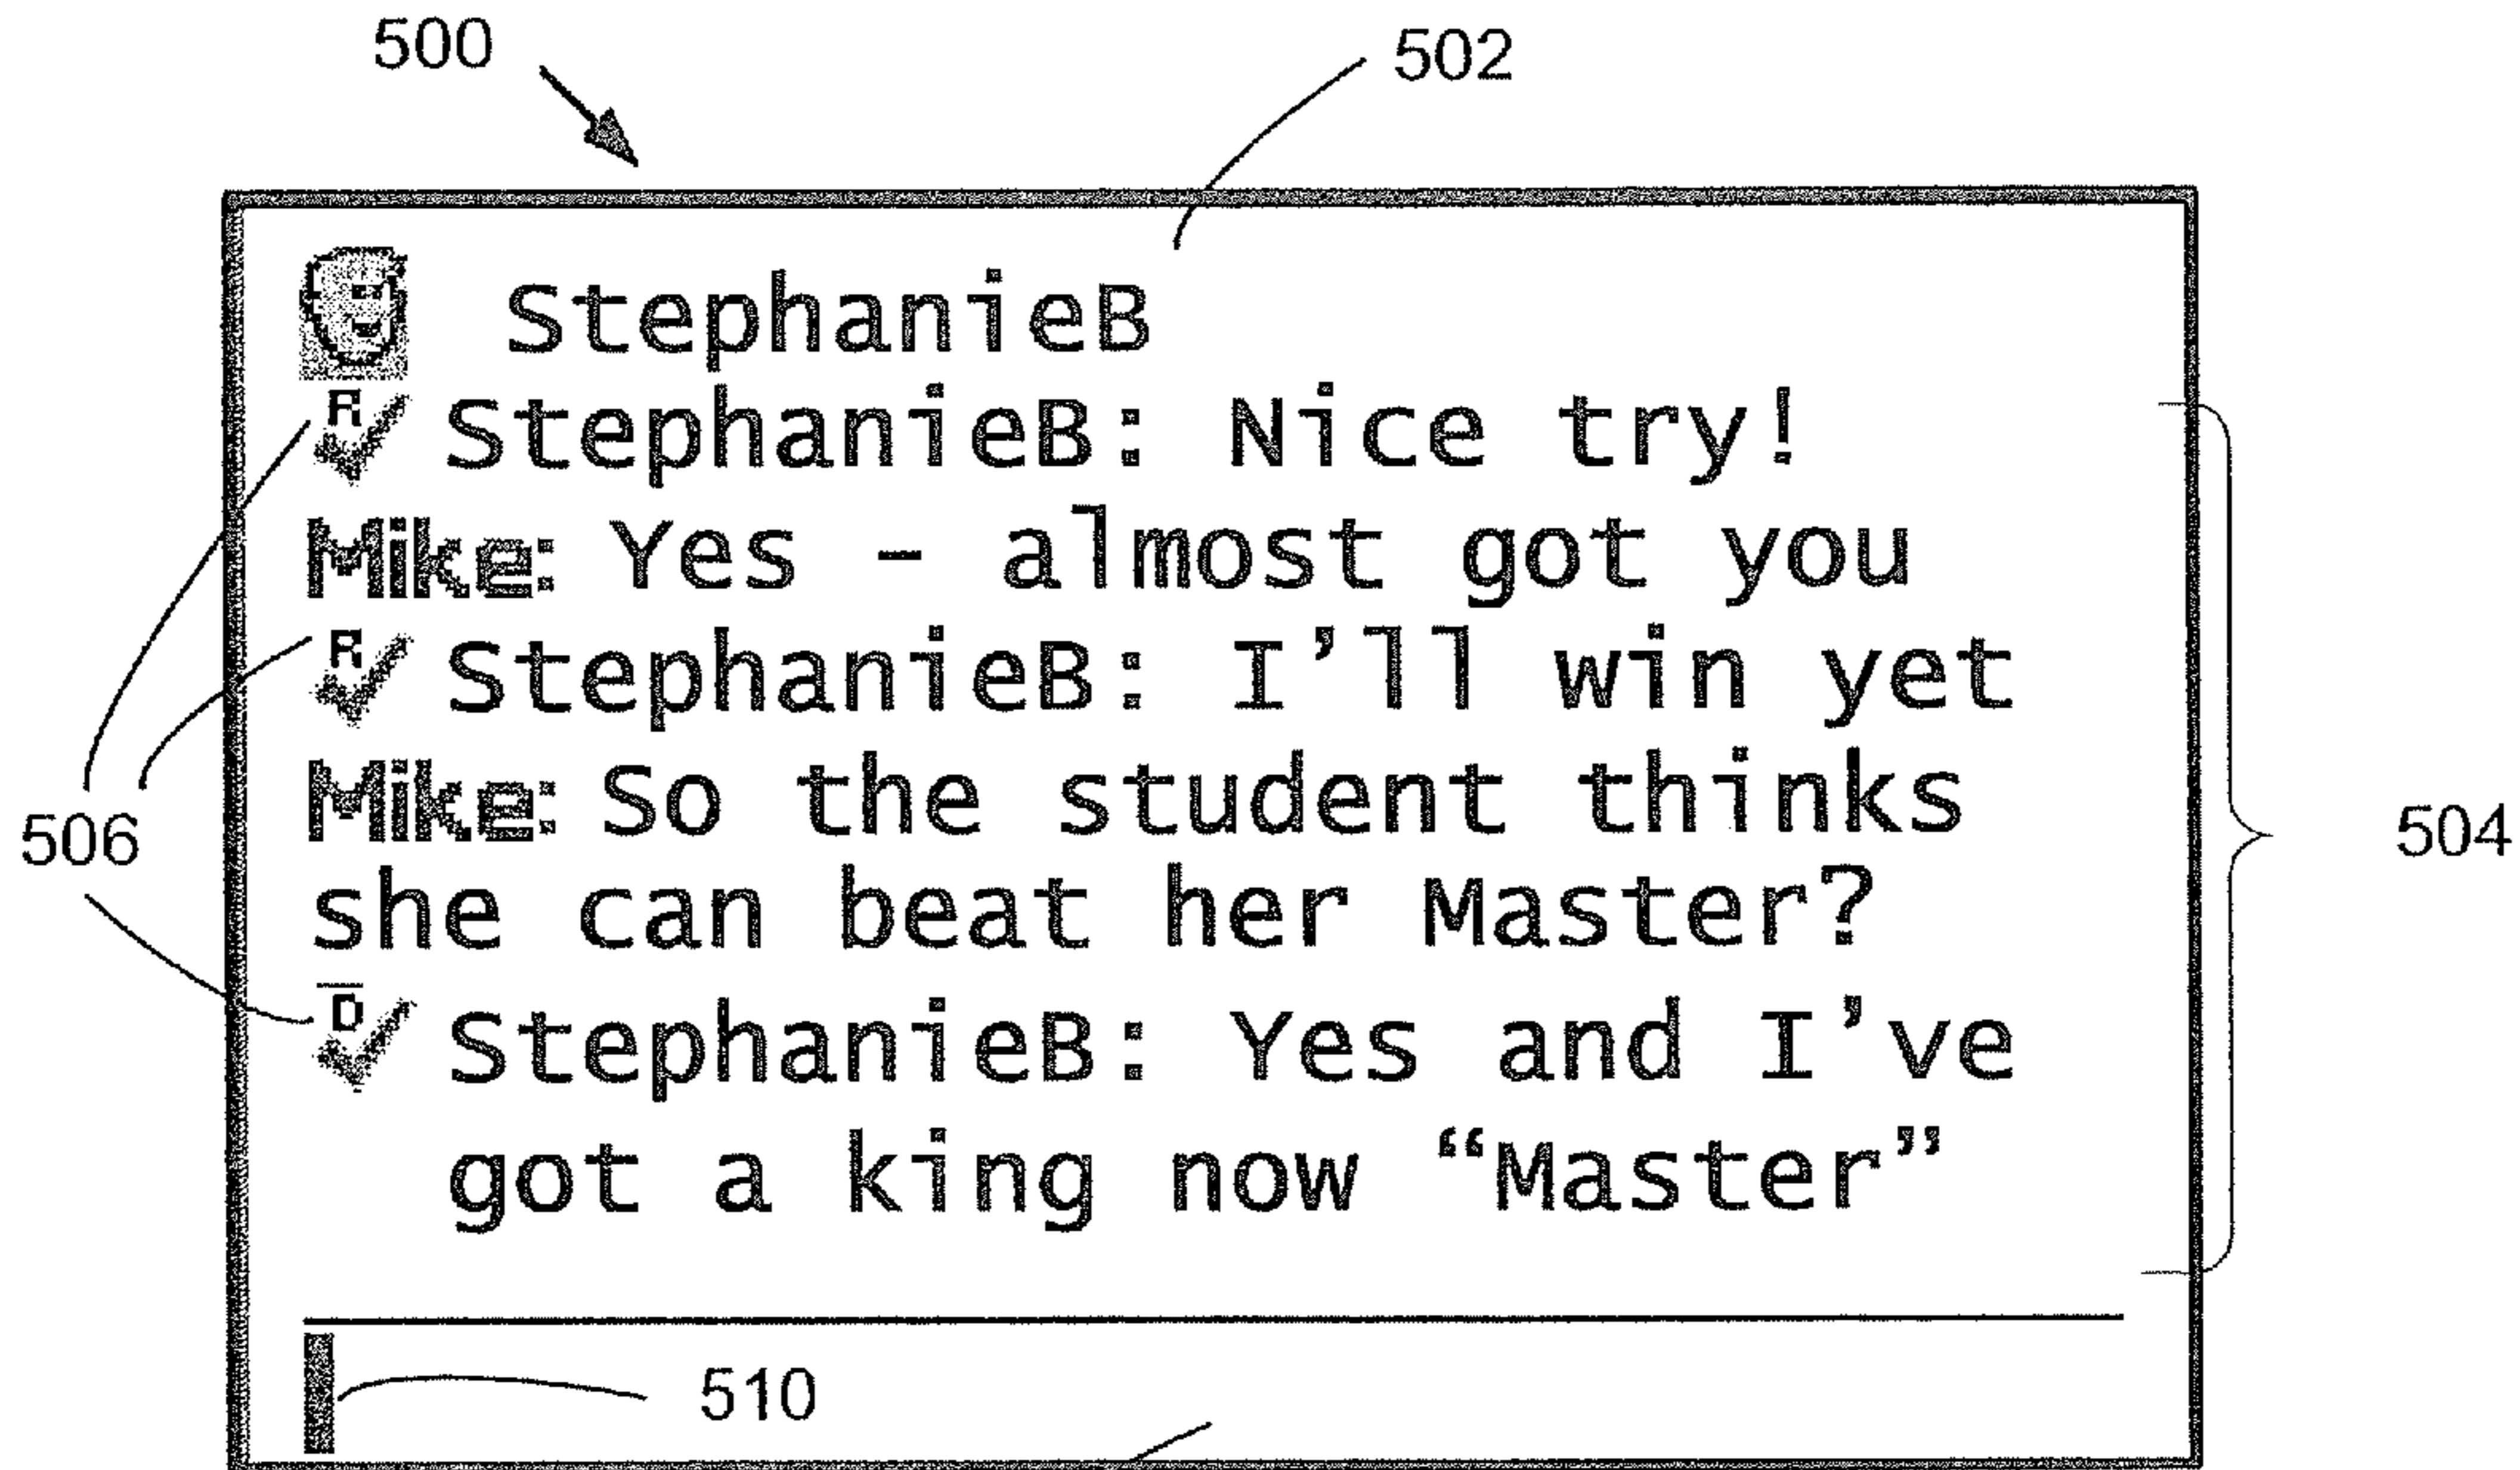 500
502
StephanieB
R StephanieB: Nice try!
Mike: Yes - almost got you
R StephanieB: I’ll win yet
Mike: So the student thinks
506
504
she can beat her Master?
D StephanieB: Yes and I’ve
got a king now “Master”
510